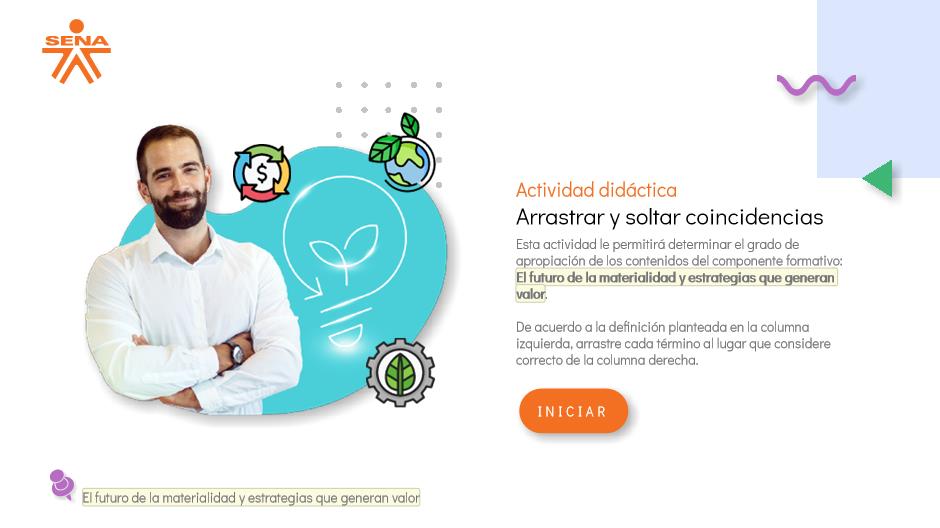 SENA
$
Actividad didáctica
Arrastrar y soltar coincidencias
Esta actividad le permitirá determinar el grado de
apropiación de los contenidos del componente formativo:
El futuro de la materialidad y estrategias que generan
valor.
De acuerdo a la definición planteada en la columna
izquierda, arrastre cada término al lugar que considere
correcto de la columna derecha.
INICIAR
El futuro de la materialidad y estrategias que generan valor